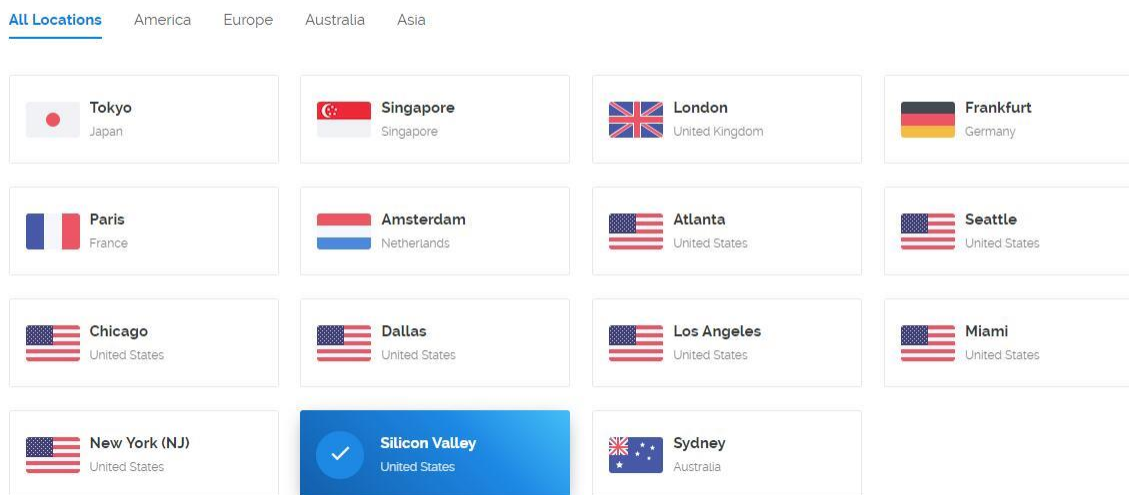 All Locations America Europe Australia Asia
Tokyo
Japan
Singapore
Singapore
London
United Kingdom
Frankfurt
Germany
Paris
France
Amsterdam
Netherlands
Atlanta
United States
Seattle
United States
Chicago
United States
Dallas
United States
Los Angeles
United States
Miami
United States
New York (NJ)
United States
Silicon Valley
United States
Sydney
Australia